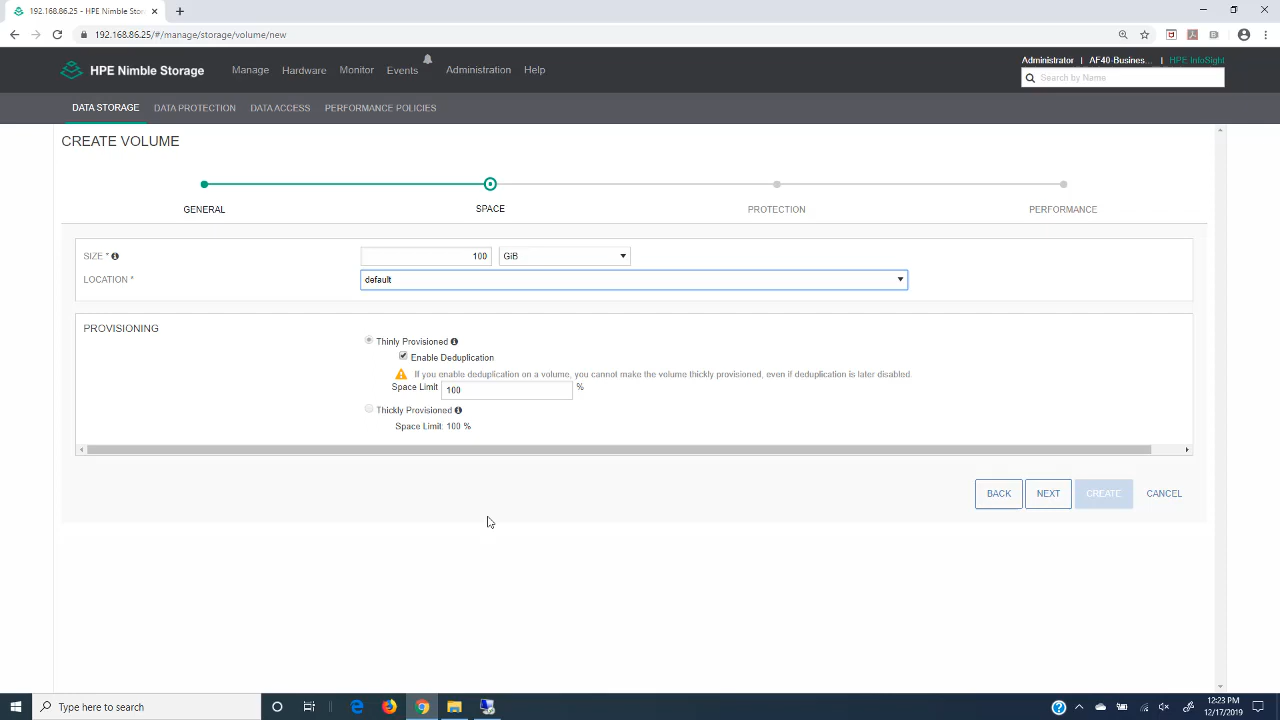 192.168.86.25 - HPE Nimble Stora
192.168.86.25/#/manage/storage/volume/new
HPE Nimble Storage
Manage Hardware Monitor Events Administration Help
Administrator | AF40-Busines... | HPE InfoSight
Search by Name
DATA STORAGE DATA PROTECTION DATA ACCESS PERFORMANCE POLICIES
CREATE VOLUME
GENERAL SPACE PROTECTION PERFORMANCE
SIZE * 100 GiB
LOCATION * default
PROVISIONING
Thinly Provisioned
Enable Deduplication
If you enable deduplication on a volume, you cannot make the volume thickly provisioned, even if deduplication is later disabled.
Space Limit 100 %
Thickly Provisioned
Space Limit: 100 %
BACK NEXT CREATE CANCEL
Type here to search
12:23 PM
12/17/2019